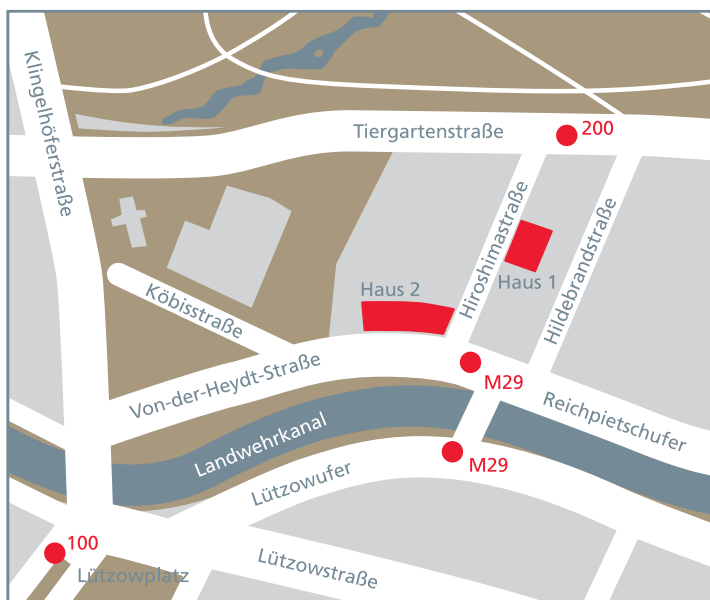 Klingelhöferstraße
Tiergartenstraße
200
Hiroshimastraße
Hildebrandstraße
Haus 1
Haus 2
Köbisstraße
Von-der-Heydt-Straße
M29
Reichpietschufer
Landwehrkanal
Lützowufer
M29
100
Lützowplatz
Lützowstraße